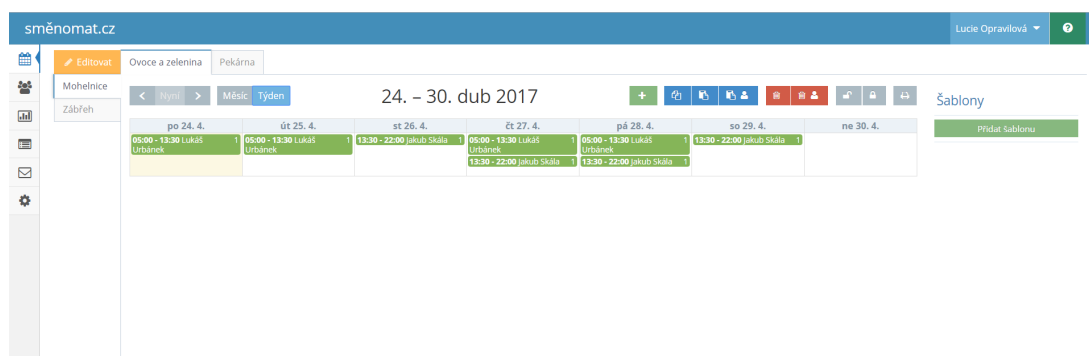 směnomat.cz
Lucie Opravilová
Editovat
Ovoce a zelenina
Pekárna
Mohelnice
Zábřeh
Nyní
Měsíc
Týden
24. – 30. dub 2017
Šablony
Přidat šablonu
po 24. 4.
út 25. 4.
st 26. 4.
čt 27. 4.
pá 28. 4.
so 29. 4.
ne 30. 4.
05:00 - 13:30 Lukáš 1
Urbánek
05:00 - 13:30 Lukáš 1
Urbánek
13:30 - 22:00 Jakub Skála 1
05:00 - 13:30 Lukáš 1
Urbánek
13:30 - 22:00 Jakub Skála 1
05:00 - 13:30 Lukáš 1
Urbánek
13:30 - 22:00 Jakub Skála 1
13:30 - 22:00 Jakub Skála 1